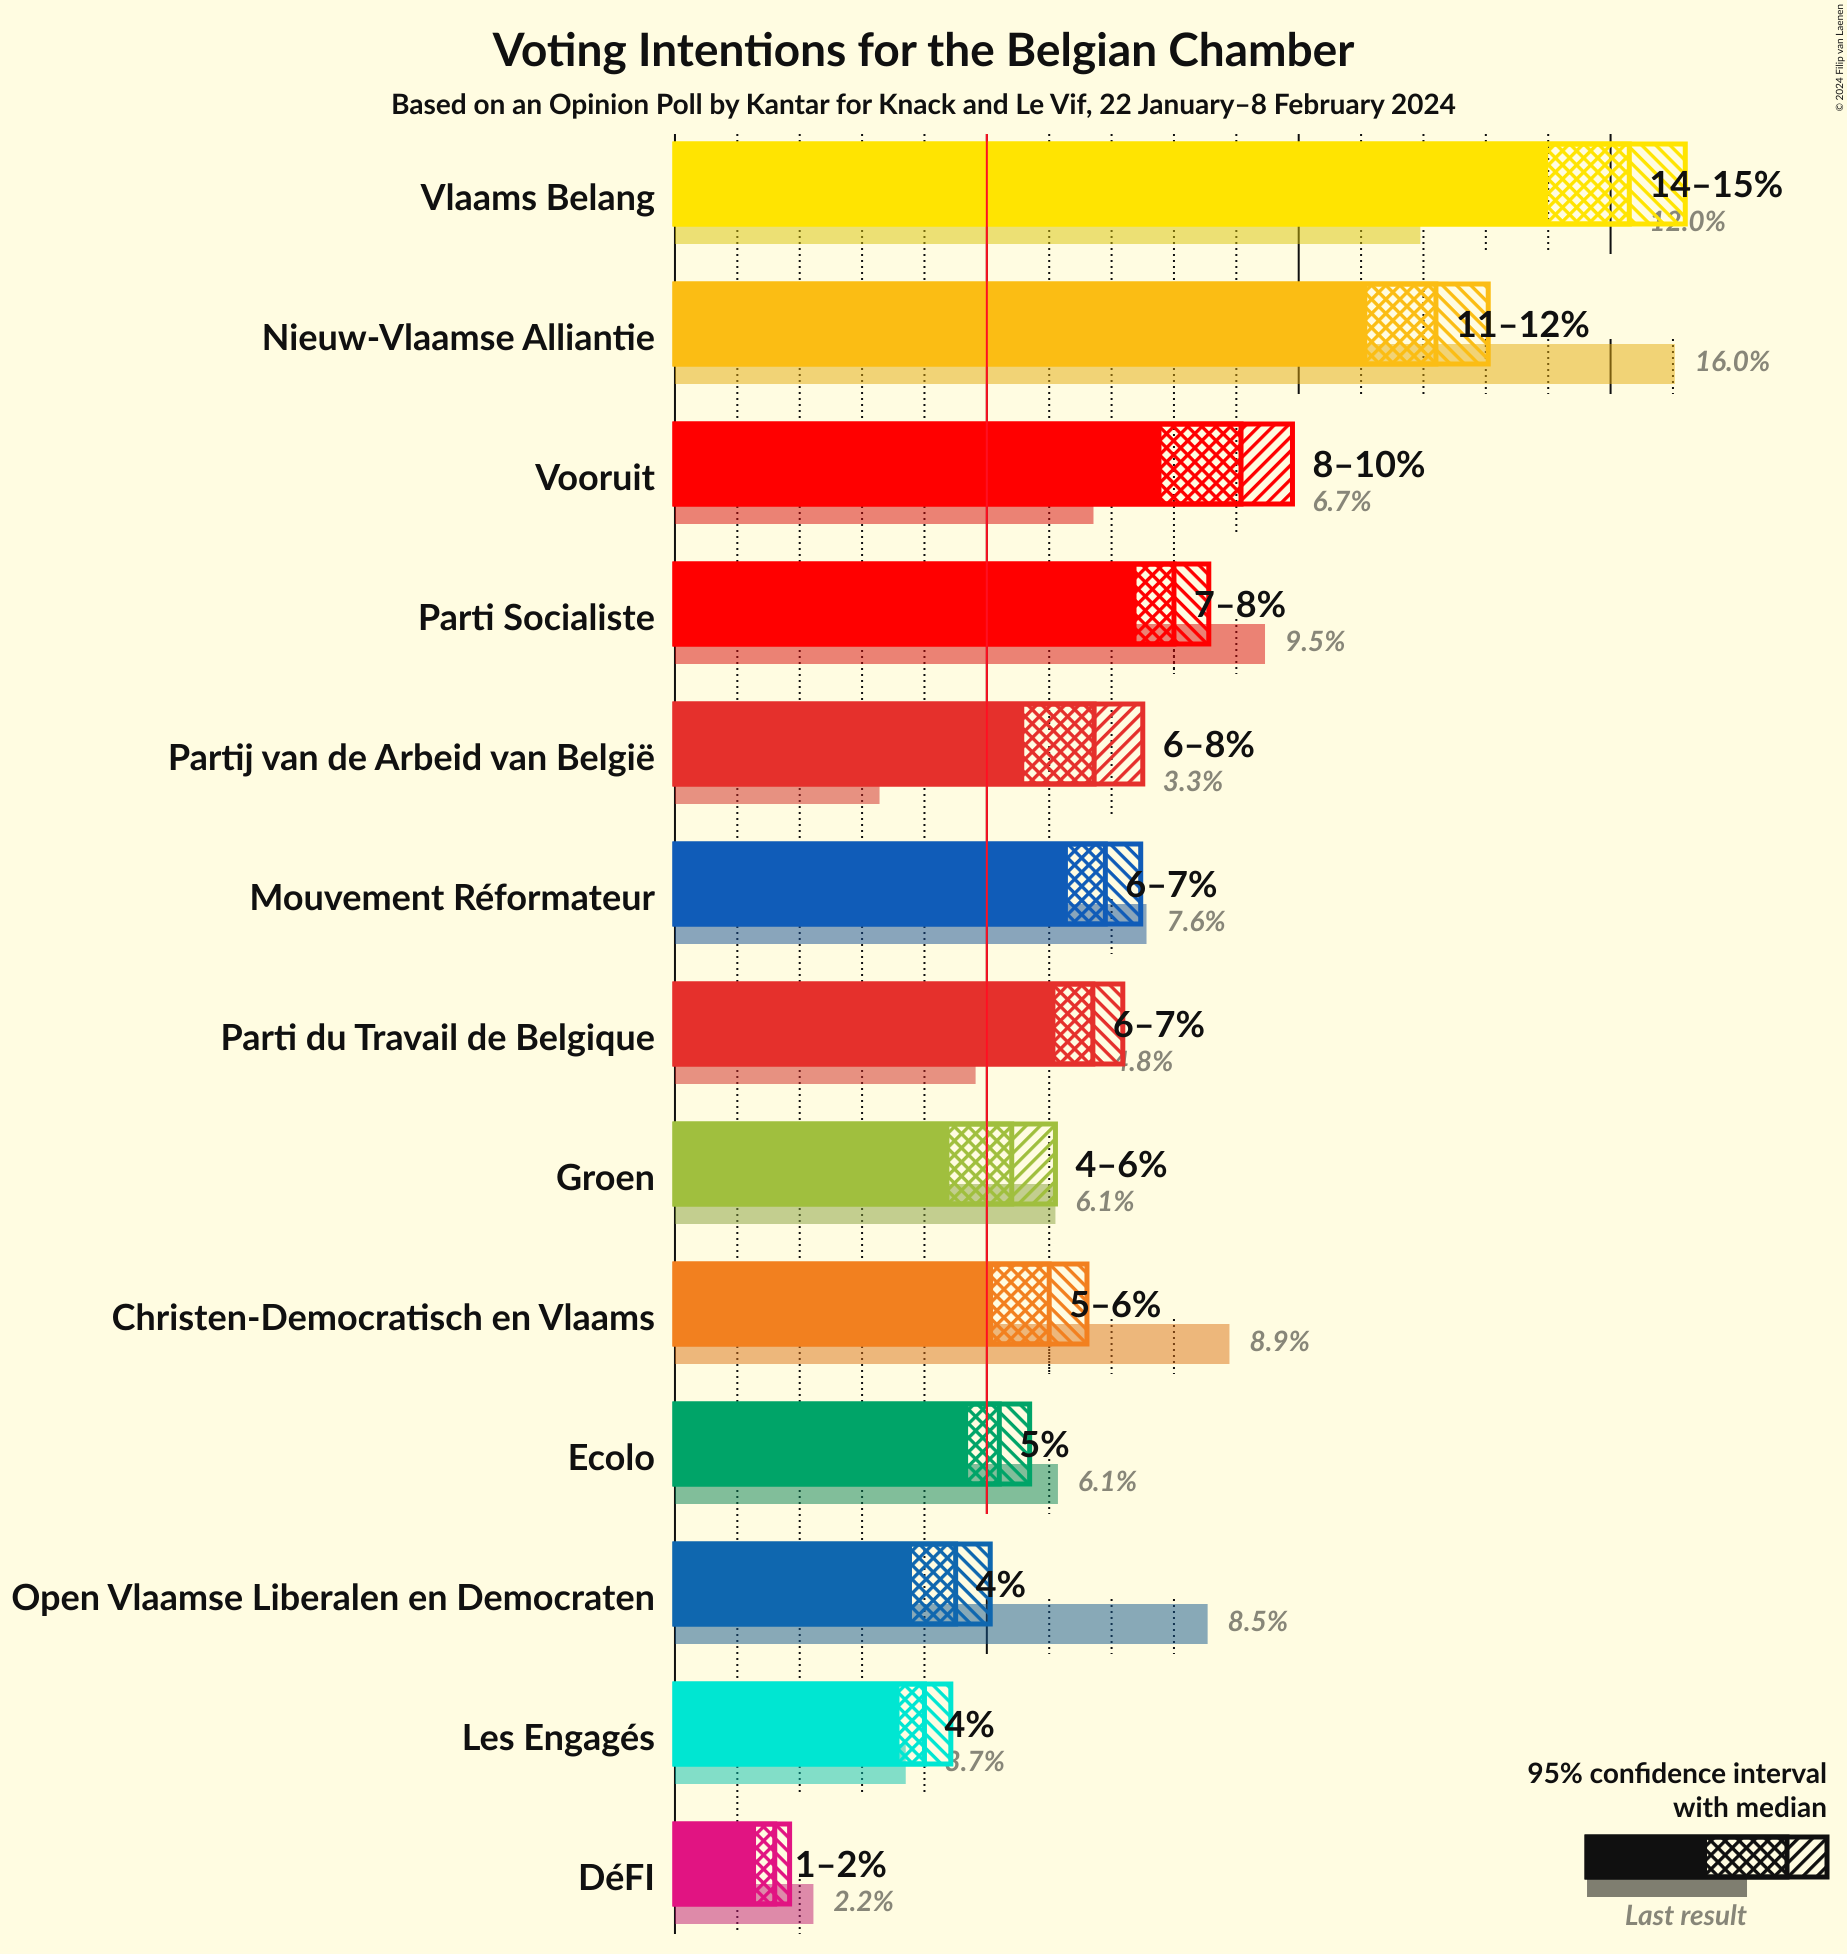 Voting Intentions for the Belgian Chamber
Based on an Opinion Poll by Kantar for Knack and Le Vif, 22 January–8 February 2024
© 2024 Filip van Laenen
Vlaams Belang
14–15%
12.0%
Nieuw-Vlaamse Alliantie
11–12%
16.0%
Vooruit
8–10%
6.7%
Parti Socialiste
7–8%
9.5%
Partij van de Arbeid van België
6–8%
3.3%
Mouvement Réformateur
6–7%
7.6%
Parti du Travail de Belgique
6–7%
4.8%
Groen
4–6%
6.1%
Christen-Democratisch en Vlaams
5–6%
8.9%
Ecolo
5%
6.1%
Open Vlaamse Liberalen en Democraten
4%
8.5%
Les Engagés
4%
3.7%
DéFI
1–2%
2.2%
95% confidence interval
with median
Last result